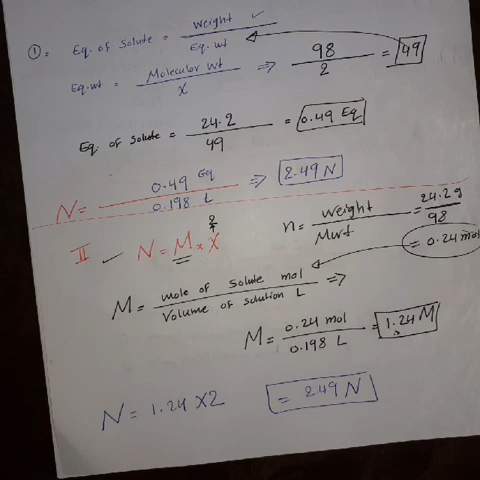 ① = Eq. of Solute = Weight ✓ / Eq. wt
Eq.wt = Molecular wt / X ⇒ 98 / 2 = 49
Eq. of Solute = 24.2 / 49 = 0.49 Eq
N = 0.49 Eq / 0.198 L ⇒ 2.49 N
II ✓ N = M × X 2
n = Weight / Mwt = 24.2 g / 98 = 0.24 mol
M = mole of Solute mol / Volume of Solution L ⇒
M = 0.24 mol / 0.198 L = 1.24 M
N = 1.24 X2 = 2.49 N